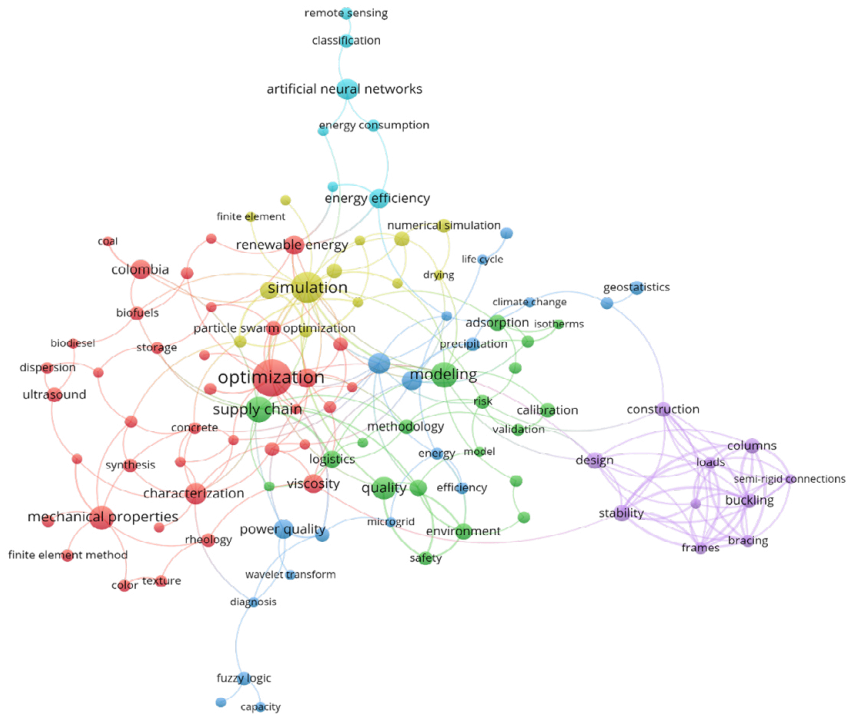 remote sensing
classification
artificial neural networks
energy consumption
energy efficiency
finite element
numerical simulation
coal
renewable energy
life cycle
colombia
drying
simulation
geostatistics
climate change
biofuels
adsorption
isotherms
particle swarm optimization
biodiesel
storage
precipitation
dispersion
optimization
modeling
ultrasound
risk
supply chain
calibration
construction
concrete
methodology
validation
columns
energy
model
logistics
design
loads
synthesis
semi-rigid connections
viscosity
quality
efficiency
characterization
buckling
mechanical properties
stability
microgrid
power quality
environment
rheology
bracing
frames
finite element method
safety
wavelet transform
color
texture
diagnosis
fuzzy logic
capacity